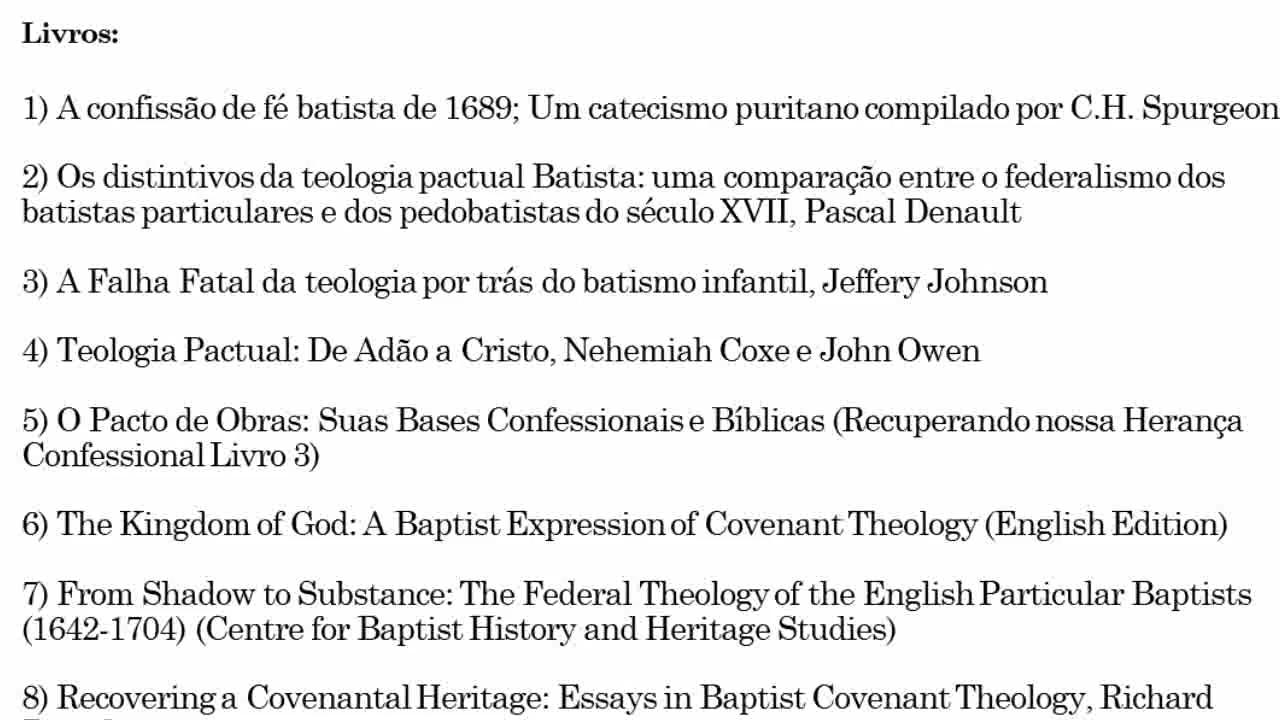 Livros:
1) A confissão de fé batista de 1689; Um catecismo puritano compilado por C.H. Spurgeon
2) Os distintivos da teologia pactual Batista: uma comparação entre o federalismo dos
batistas particulares e dos pedobatistas do século XVII, Pascal Denault
3) A Falha Fatal da teologia por trás do batismo infantil, Jeffery Johnson
4) Teologia Pactual: De Adão a Cristo, Nehemiah Coxe e John Owen
5) O Pacto de Obras: Suas Bases Confessionais e Bíblicas (Recuperando nossa Herança
Confessional Livro 3)
6) The Kingdom of God: A Baptist Expression of Covenant Theology (English Edition)
7) From Shadow to Substance: The Federal Theology of the English Particular Baptists
(1642-1704) (Centre for Baptist History and Heritage Studies)
8) Recovering a Covenantal Heritage: Essays in Baptist Covenant Theology, Richard